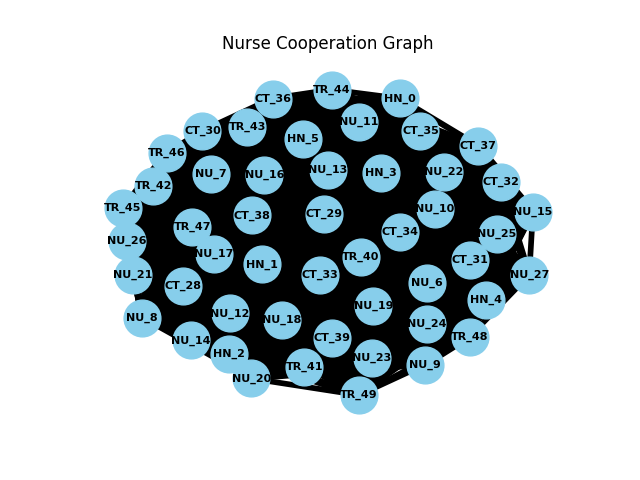 Nurse Cooperation Graph
TR_44
CT_36
HN_0
NU_11
TR_43
CT_30
CT_35
HN_5
CT_37
TR_46
NU_13
NU_22
HN_3
NU_7
NU_16
CT_32
TR_42
TR_45
NU_10
NU_15
CT_29
CT_38
TR_47
CT_34
NU_25
NU_26
NU_17
TR_40
CT_31
HN_1
NU_21
CT_33
NU_27
NU_6
CT_28
HN_4
NU_19
NU_12
NU_8
NU_18
NU_24
TR_48
CT_39
NU_14
HN_2
NU_23
NU_9
TR_41
NU_20
TR_49